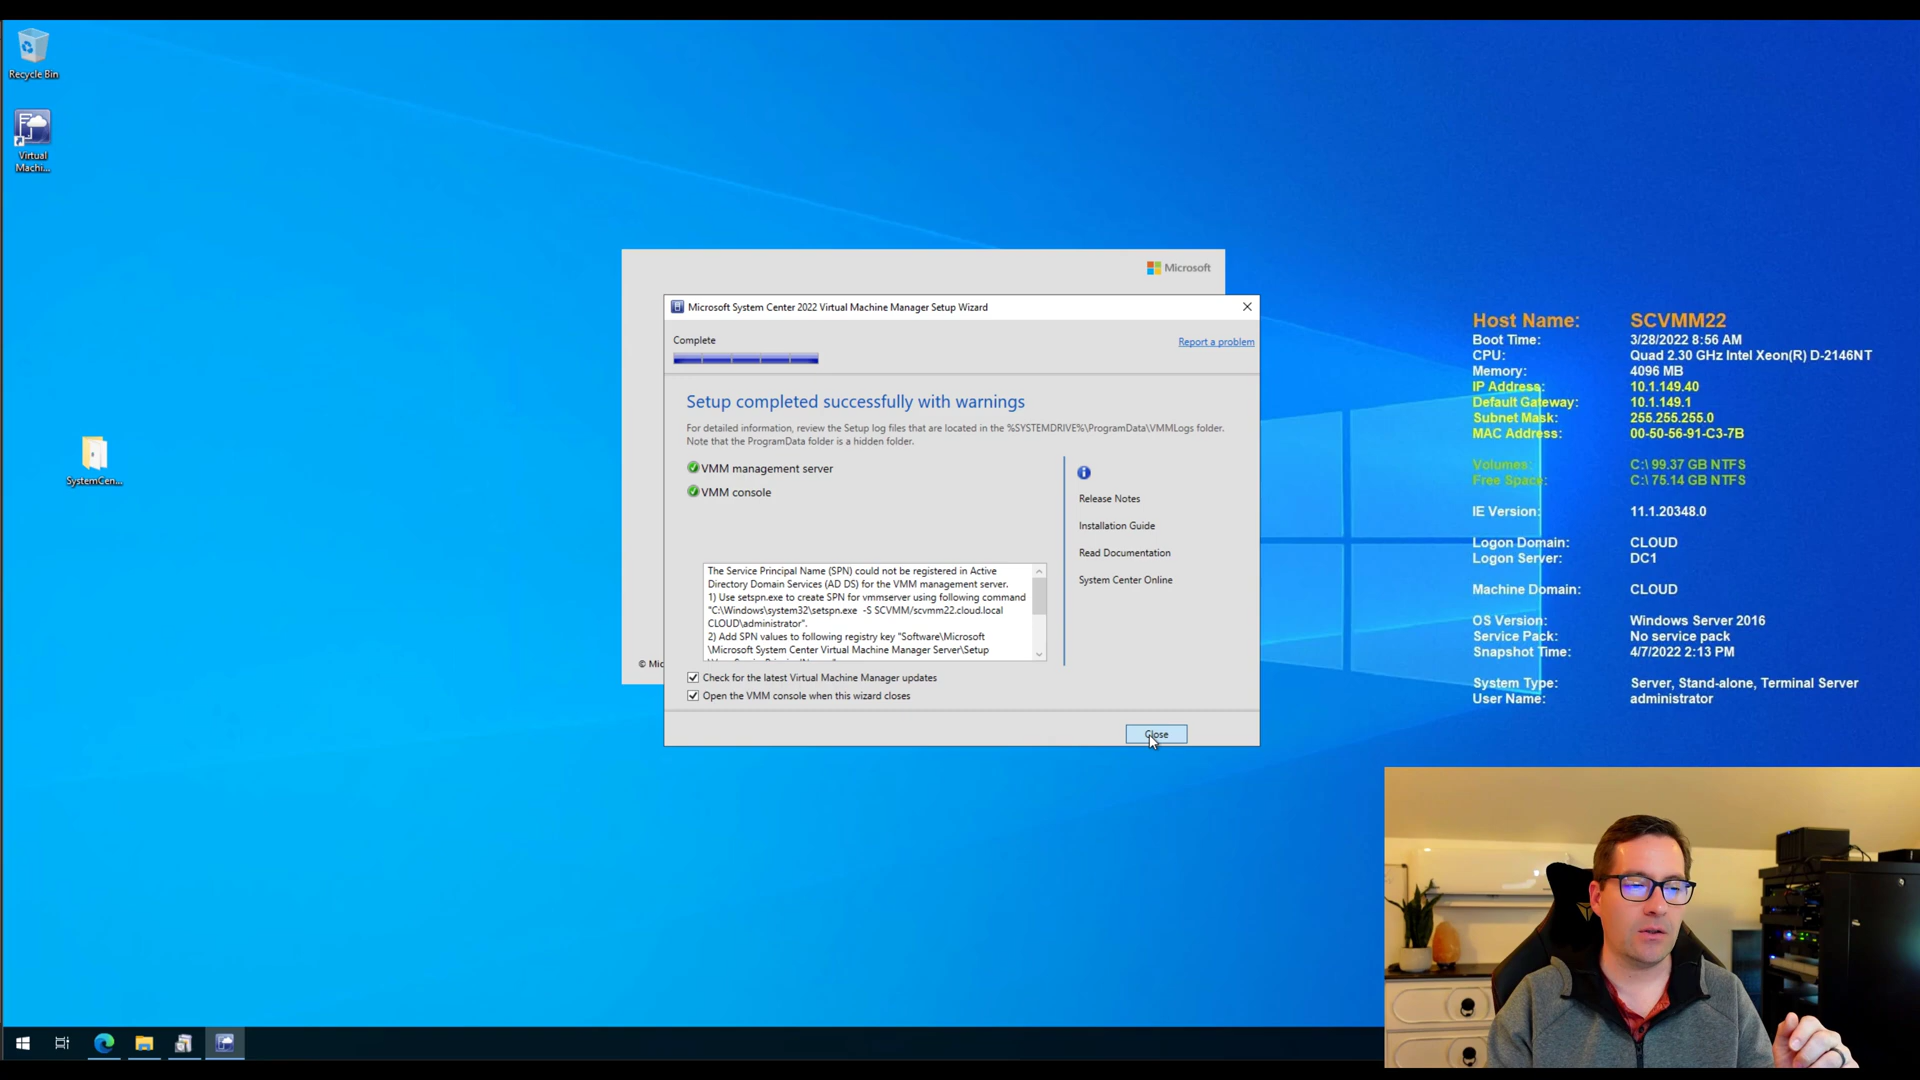 Recycle Bin
Virtual
Machi...
SystemCen...
Microsoft
Microsoft System Center 2022 Virtual Machine Manager Setup Wizard
Complete
Report a problem
Setup completed successfully with warnings
For detailed information, review the Setup log files that are located in the %SYSTEMDRIVE%\ProgramData\VMMLogs folder.
Note that the ProgramData folder is a hidden folder.
VMM management server
VMM console
Release Notes
Installation Guide
Read Documentation
System Center Online
The Service Principal Name (SPN) could not be registered in Active
Directory Domain Services (AD DS) for the VMM management server.
1) Use setspn.exe to create SPN for vmmserver using following command
"C:\Windows\system32\setspn.exe -S SCVMM/scvmm22.cloud.local
CLOUD\administrator".
2) Add SPN values to following registry key "Software\Microsoft
\Microsoft System Center Virtual Machine Manager Server\Setup
© Mic
Check for the latest Virtual Machine Manager updates
Open the VMM console when this wizard closes
Close
Host Name: SCVMM22
Boot Time: 3/28/2022 8:56 AM
CPU: Quad 2.30 GHz Intel Xeon(R) D-2146NT
Memory: 4096 MB
IP Address: 10.1.149.40
Default Gateway: 10.1.149.1
Subnet Mask: 255.255.255.0
MAC Address: 00-50-56-91-C3-7B
Volumes: C:\ 99.37 GB NTFS
Free Space: C:\ 75.14 GB NTFS
IE Version: 11.1.20348.0
Logon Domain: CLOUD
Logon Server: DC1
Machine Domain: CLOUD
OS Version: Windows Server 2016
Service Pack: No service pack
Snapshot Time: 4/7/2022 2:13 PM
System Type: Server, Stand-alone, Terminal Server
User Name: administrator